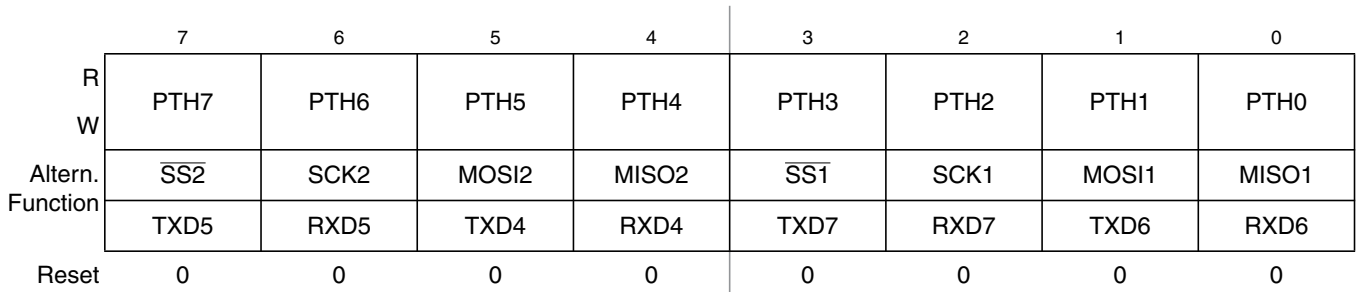 7 6 5 4 3 2 1 0
R
W
PTH7 PTH6 PTH5 PTH4 PTH3 PTH2 PTH1 PTH0
Altern.
Function
SS2 SCK2 MOSI2 MISO2 SS1 SCK1 MOSI1 MISO1
TXD5 RXD5 TXD4 RXD4 TXD7 RXD7 TXD6 RXD6
Reset 0 0 0 0 0 0 0 0